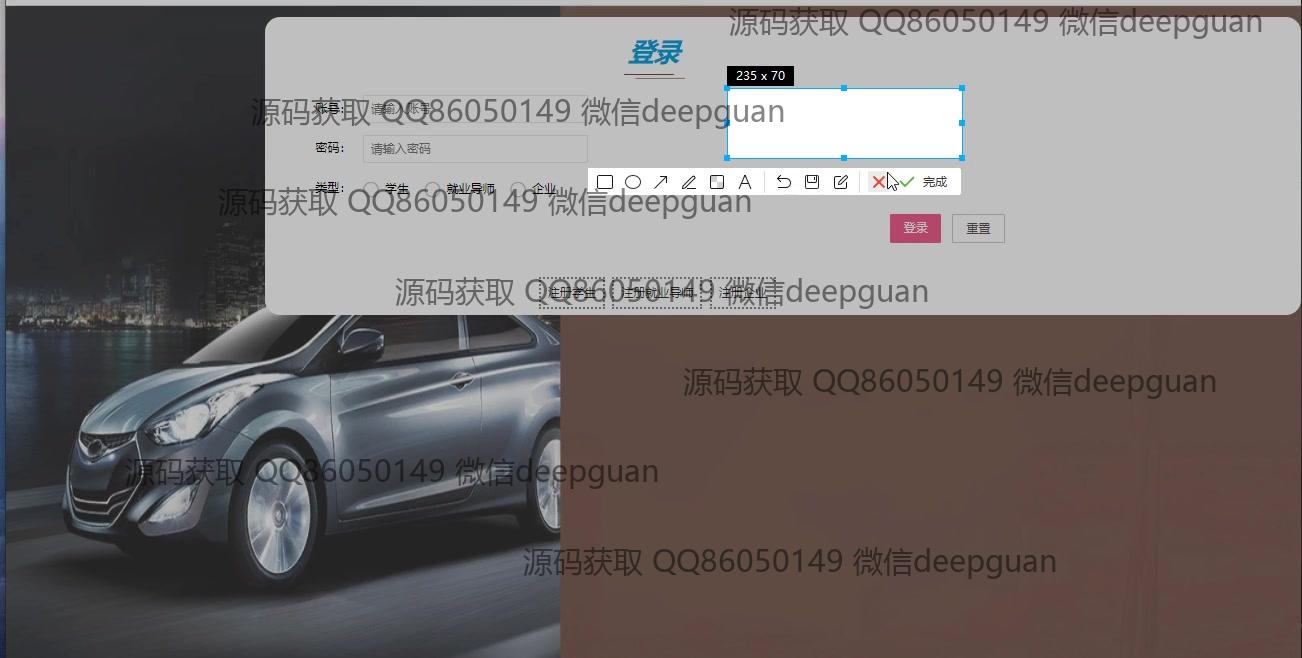 源码获取 QQ86050149 微信deepguan
登录
235 x 70
账号:
请输入账号
源码获取 QQ86050149 微信deepguan
密码:
请输入密码
类型: 学生 就业导师 企业
完成
源码获取 QQ86050149 微信deepguan
登录 重置
注册学生 注册就业导师 注册企业
源码获取 QQ86050149 微信deepguan
源码获取 QQ86050149 微信deepguan
源码获取 QQ86050149 微信deepguan
源码获取 QQ86050149 微信deepguan